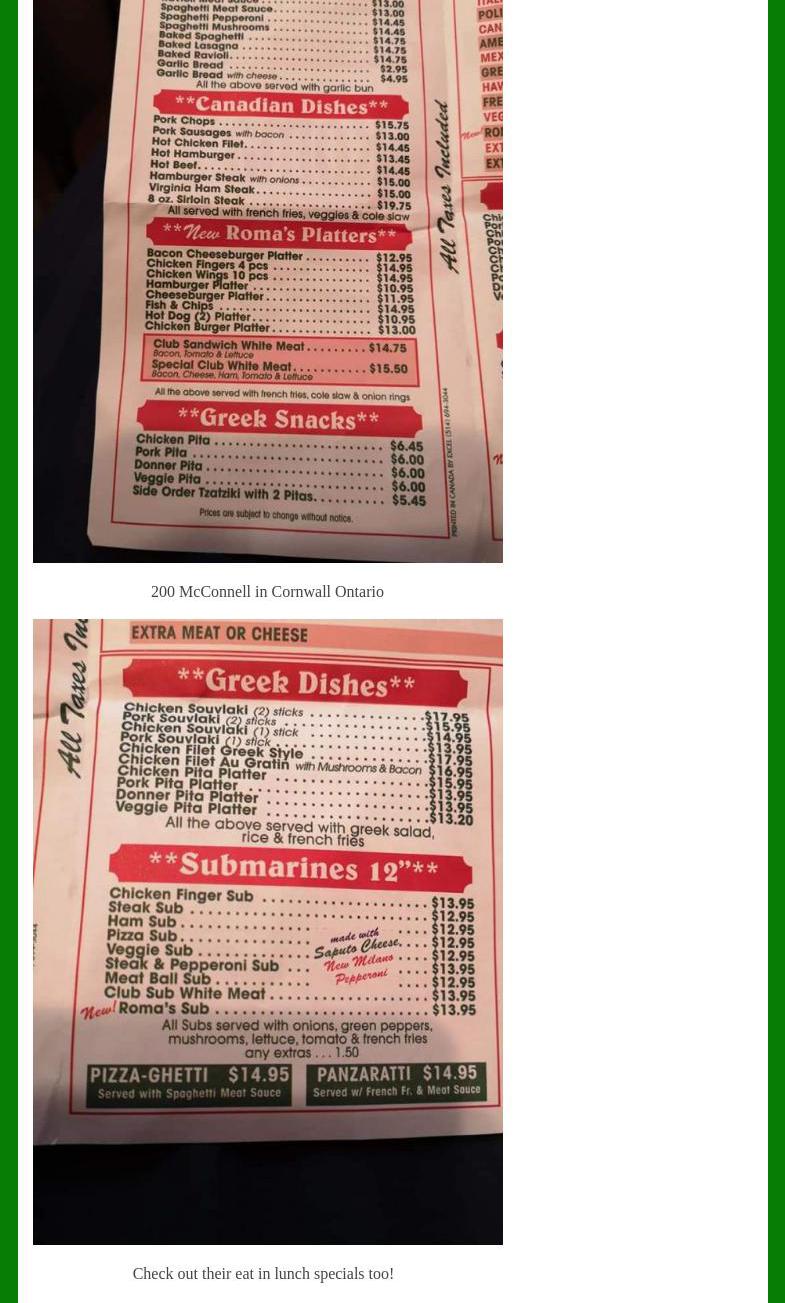 Spaghetti Meat Sauce. $13.00
Spaghetti Pepperoni $14.45
Spaghetti Mushrooms $14.45
Baked Spaghetti $14.75
Baked Lasagna $14.75
Baked Ravioli. $14.75
Garlic Bread $2.95
Garlic Bread with cheese $4.95
All the above served with garlic bun
**Canadian Dishes**
Pork Chops $15.75
Pork Sausages with bacon $13.00
Hot Chicken Filet. $14.45
Hot Hamburger $13.45
Hot Beef. $14.45
Hamburger Steak with onions $15.00
Virginia Ham Steak. $15.00
8 oz. Sirloin Steak $19.75
All served with french fries, veggies & cole slaw
**New Roma's Platters**
Bacon Cheeseburger Platter $12.95
Chicken Fingers 4 pcs $14.95
Chicken Wings 10 pcs $14.95
Hamburger Platter $10.95
Cheeseburger Platter $11.95
Fish & Chips $14.95
Hot Dog (2) Platter $10.95
Chicken Burger Platter $13.00
Club Sandwich White Meat $14.75
Bacon, Tomato & Lettuce
Special Club White Meat $15.50
Bacon, Cheese, Ham, Tomato & Lettuce
All the above served with french fries, cole slaw & onion rings
**Greek Snacks**
Chicken Pita $6.45
Pork Pita $6.00
Donner Pita $6.00
Veggie Pita $6.00
Side Order Tzatziki with 2 Pitas. $5.45
Prices are subject to change without notice.
PRINTED IN CANADA BY EXCEL (514) 694-3044
All Taxes Included
New!
200 McConnell in Cornwall Ontario
EXTRA MEAT OR CHEESE
All Taxes
**Greek Dishes**
Chicken Souvlaki (2) sticks $17.95
Pork Souvlaki (2) sticks $15.95
Chicken Souvlaki (1) stick $14.95
Pork Souvlaki (1) stick $13.95
Chicken Filet Greek Style $17.95
Chicken Filet Au Gratin with Mushrooms & Bacon $16.95
Chicken Pita Platter $15.95
Pork Pita Platter $13.95
Donner Pita Platter $13.95
Veggie Pita Platter $13.20
All the above served with greek salad,
rice & french fries
**Submarines 12"**
Chicken Finger Sub $13.95
Steak Sub $12.95
Ham Sub $12.95
Pizza Sub $12.95
Veggie Sub $12.95
Steak & Pepperoni Sub $13.95
Meat Ball Sub $12.95
Club Sub White Meat $13.95
New! Roma's Sub $13.95
made with
Saputo Cheese.
New Milano
Pepperoni
All Subs served with onions, green peppers,
mushrooms, lettuce, tomato & french fries
any extras . . . 1.50
PIZZA-GHETTI $14.95
Served with Spaghetti Meat Sauce
PANZARATTI $14.95
Served w/ French Fr. & Meat Sauce
Check out their eat in lunch specials too!